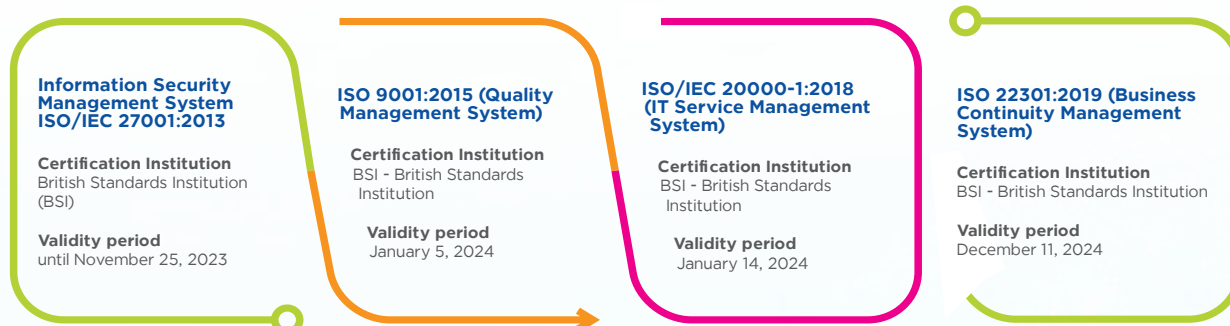 Information Security
Management System
ISO/IEC 27001:2013
Certification Institution
British Standards Institution
(BSI)
Validity period
until November 25, 2023
ISO 9001:2015 (Quality
Management System)
Certification Institution
BSI - British Standards
Institution
Validity period
January 5, 2024
ISO/IEC 20000-1:2018
(IT Service Management
System)
Certification Institution
BSI - British Standards
Institution
Validity period
January 14, 2024
ISO 22301:2019 (Business
Continuity Management
System)
Certification Institution
BSI - British Standards Institution
Validity period
December 11, 2024